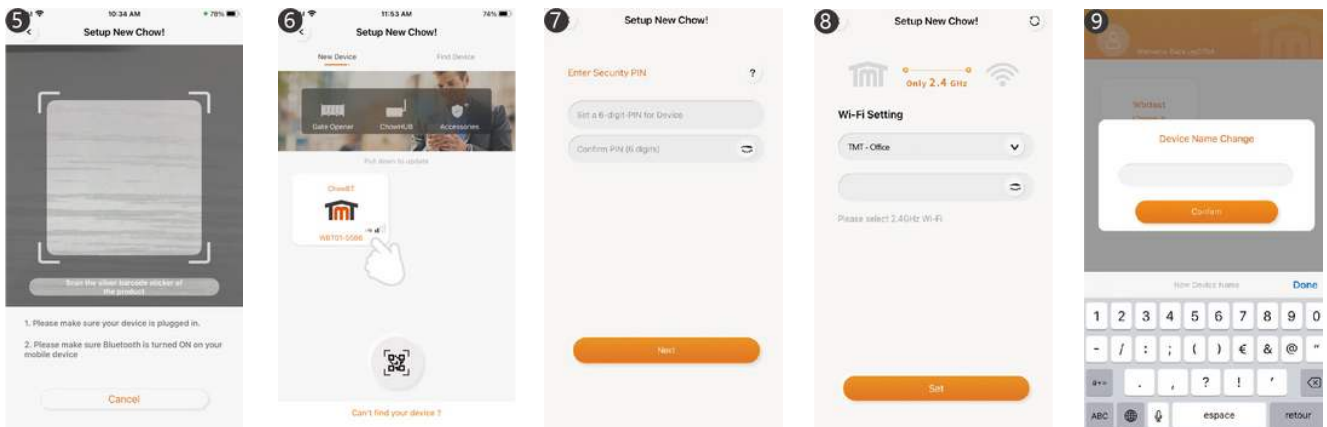 5
10:34 AM
78%
Setup New Chow!
Scan the silver barcode sticker of
the product
1. Please make sure your device is plugged in.
2. Please make sure Bluetooth is turned ON on your
mobile device
Cancel
6
11:53 AM
74%
Setup New Chow!
New Device
Find Device
Gate Opener
ChowHUB
Accessories
Pull down to update
ChowBT
TMT
WBT01-5566
Can't find your device ?
7
Setup New Chow!
Enter Security PIN
?
Set a 6-digit-PIN for Device
Confirm PIN (6 digits)
Next
8
Setup New Chow!
TMT
Only 2.4 GHz
Wi-Fi Setting
TMT - Office
Please select 2.4GHz Wi-Fi
Set
9
Welcome Back
Device Name Change
Confirm
New Device Name
Done
1 2 3 4 5 6 7 8 9 0
- / : ; ( ) € & @ "
#+= . , ? ! '
ABC espace retour